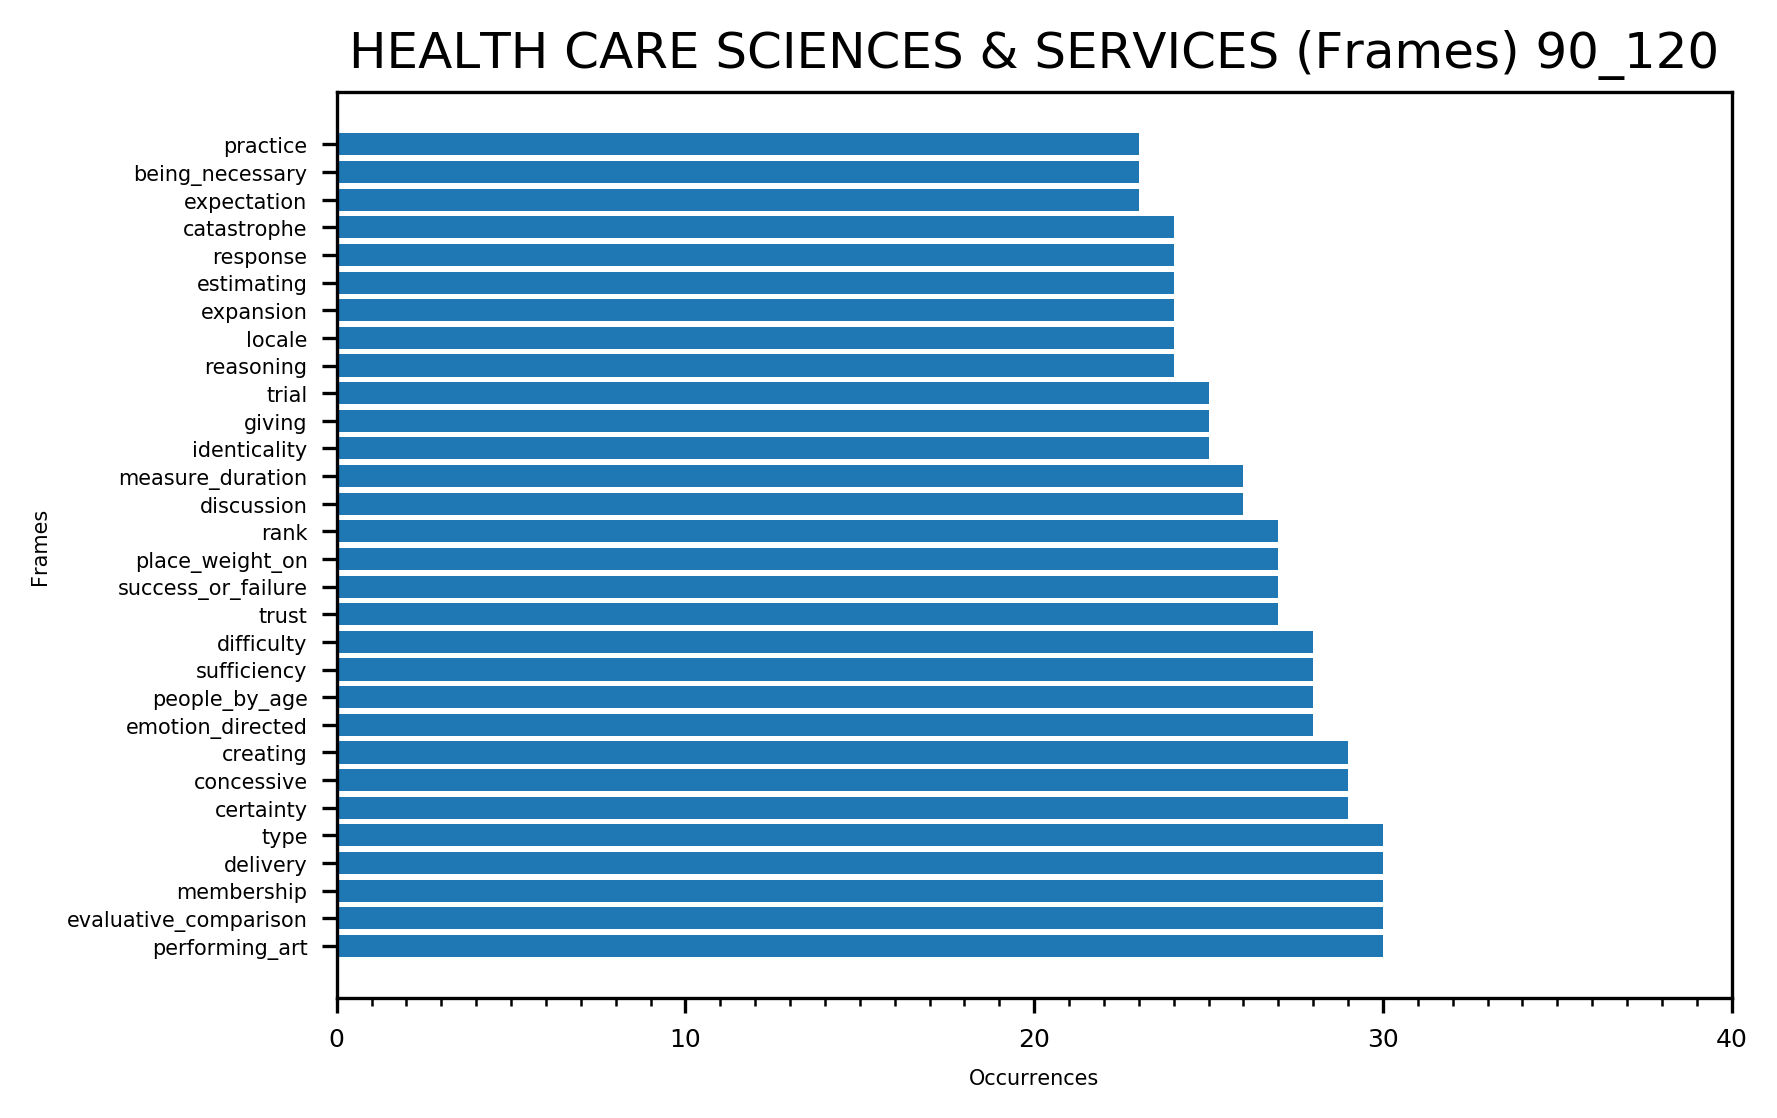 HEALTH CARE SCIENCES & SERVICES (Frames) 90_120
practice
being_necessary
expectation
catastrophe
response
estimating
expansion
locale
reasoning
trial
giving
identicality
measure_duration
discussion
rank
place_weight_on
success_or_failure
trust
difficulty
sufficiency
people_by_age
emotion_directed
creating
concessive
certainty
type
delivery
membership
evaluative_comparison
performing_art
Frames
0 10 20 30 40
Occurrences